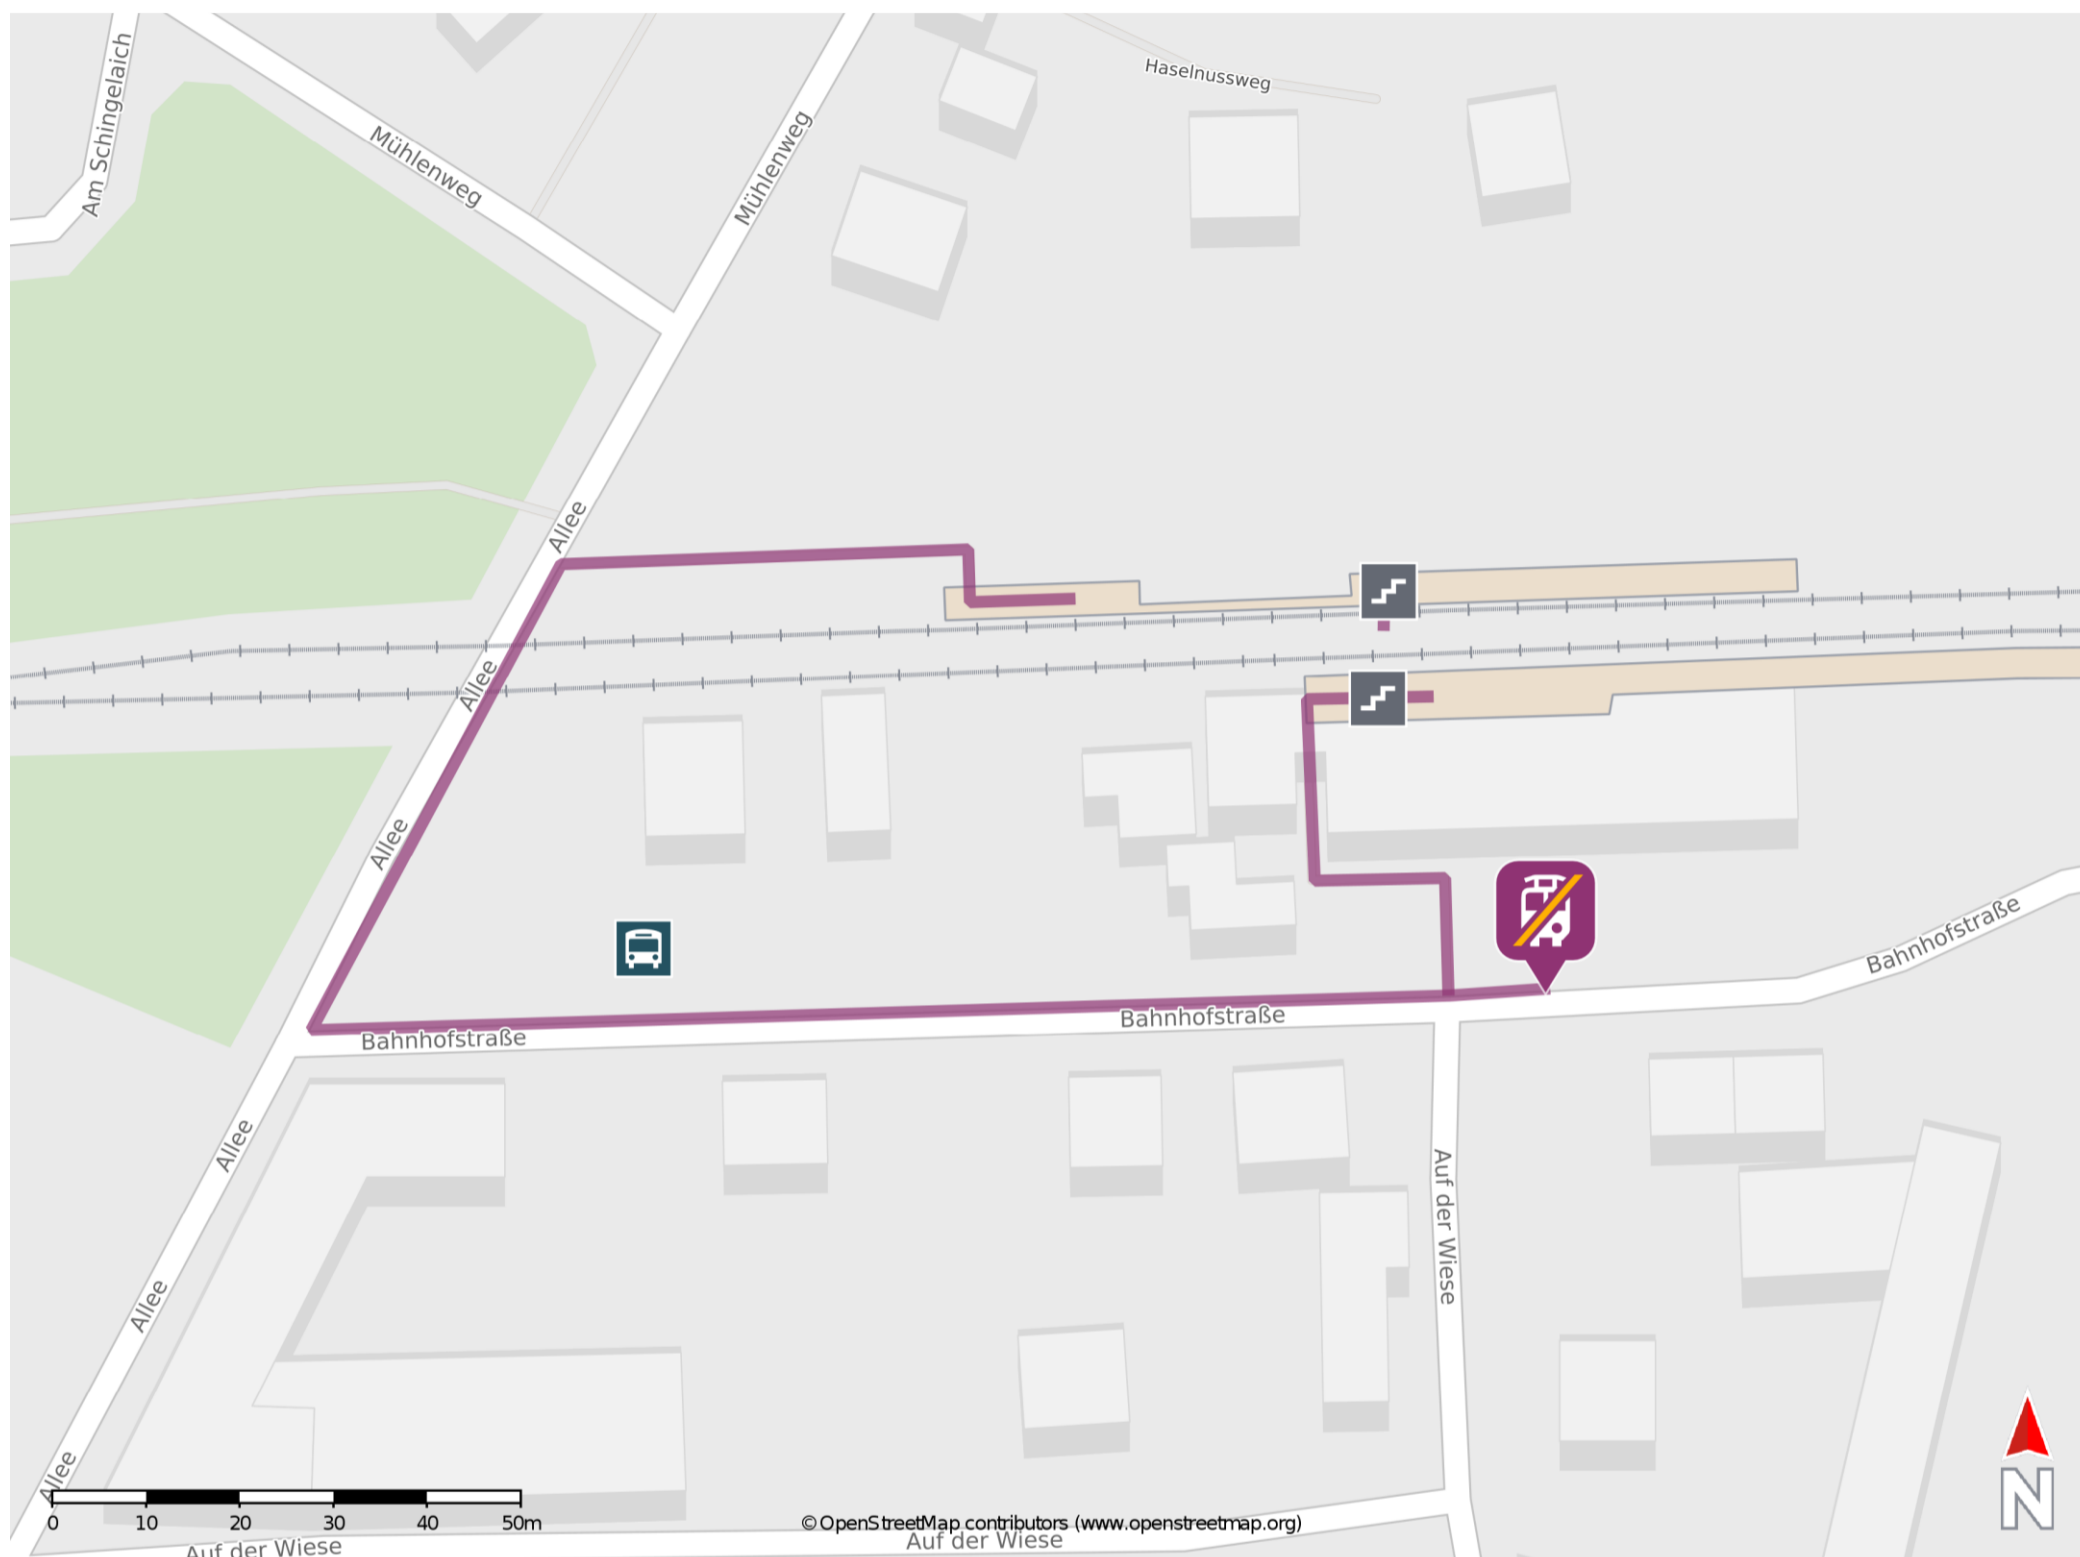 Am Schingelaich
Mühlenweg
Mühlenweg
Haselnussweg
Allee
Allee
Allee
Bahnhofstraße
Bahnhofstraße
Bahnhofstraße
Allee
Auf der Wiese
Allee
Allee
0 10 20 30 40 50m
©OpenStreetMap contributors (www.openstreetmap.org)
N
Auf der Wiese
Auf der Wiese